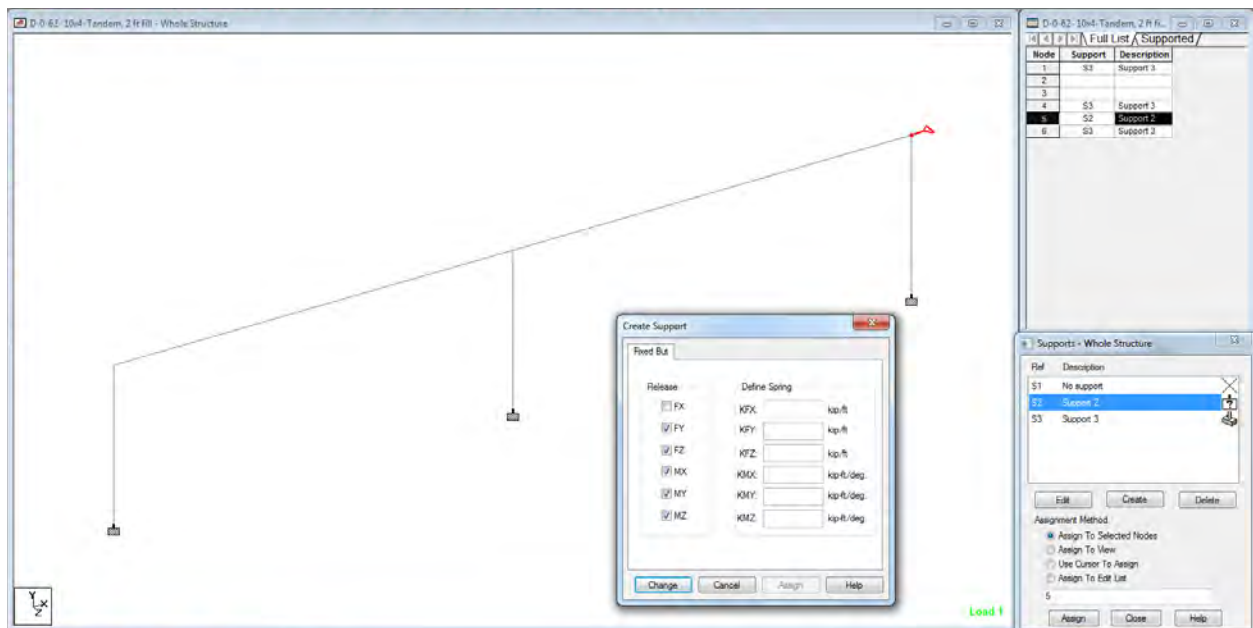 D-0-62- 10x4-Tandem, 2 ft fill - Whole Structure
D-0-62- 10x4-Tandem, 2 ft fi...
Full List Supported
Node Support Description
1 S3 Support 3
2
3
4 S3 Support 3
5 S2 Support 2
6 S3 Support 3
Create Support
Fixed But
Release Define Spring
FX KFX: kip/ft
FY KFY: kip/ft
FZ KFZ: kip/ft
MX KMX: kip-ft/deg.
MY KMY: kip-ft/deg.
MZ KMZ: kip-ft/deg
Change Cancel Assign Help
Supports - Whole Structure
Ref Description
S1 No support
S2 Support 2
S3 Support 3
Edit Create Delete
Assignment Method
Assign To Selected Nodes
Assign To View
Use Cursor To Assign
Assign To Edit List
5
Assign Close Help
Y
X
Z
Load 1